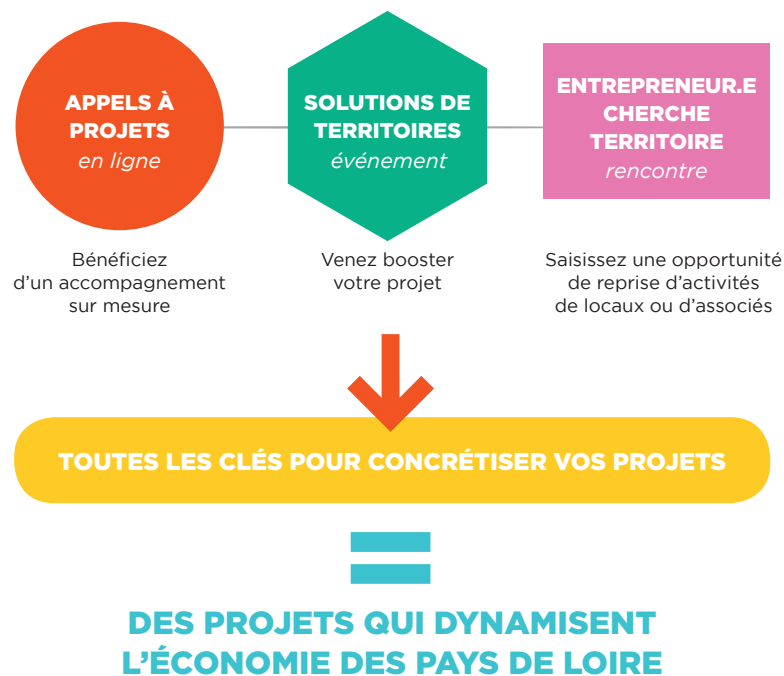 APPELS À
PROJETS
en ligne
Bénéficiez
d'un accompagnement
sur mesure
SOLUTIONS DE
TERRITOIRES
événement
Venez booster
votre projet
ENTREPRENEUR.E
CHERCHE
TERRITOIRE
rencontre
Saisissez une opportunité
de reprise d'activités
de locaux ou d'associés
TOUTES LES CLÉS POUR CONCRÉTISER VOS PROJETS
=
DES PROJETS QUI DYNAMISENT
L'ÉCONOMIE DES PAYS DE LOIRE